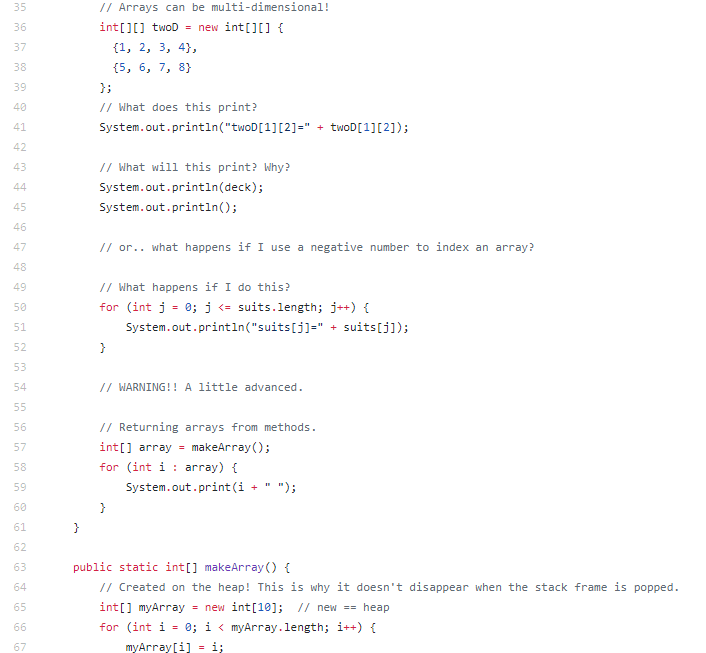 35 // Arrays can be multi-dimensional!
36 int[][] twoD = new int[][] {
37 {1, 2, 3, 4},
38 {5, 6, 7, 8}
39 };
40 // What does this print?
41 System.out.println("twoD[1][2]=" + twoD[1][2]);
42
43 // What will this print? Why?
44 System.out.println(deck);
45 System.out.println();
46
47 // or.. what happens if I use a negative number to index an array?
48
49 // What happens if I do this?
50 for (int j = 0; j <= suits.length; j++) {
51 System.out.println("suits[j]=" + suits[j]);
52 }
53
54 // WARNING!! A little advanced.
55
56 // Returning arrays from methods.
57 int[] array = makeArray();
58 for (int i : array) {
59 System.out.print(i + " ");
60 }
61 }
62
63 public static int[] makeArray() {
64 // Created on the heap! This is why it doesn't disappear when the stack frame is popped.
65 int[] myArray = new int[10]; // new == heap
66 for (int i = 0; i < myArray.length; i++) {
67 myArray[i] = i;